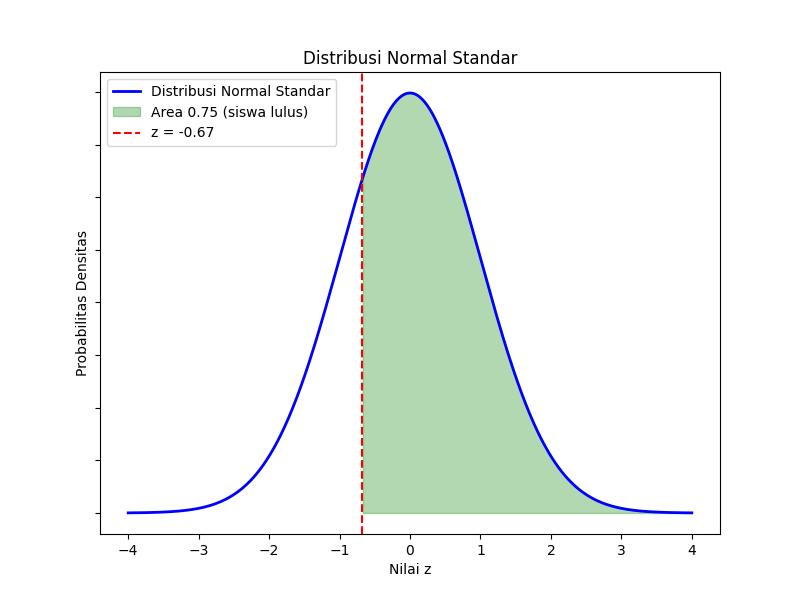 Distribusi Normal Standar
Distribusi Normal Standar
Area 0.75 (siswa lulus)
z = -0.67
Probabilitas Densitas
−4 −3 −2 −1 0 1 2 3 4
Nilai z